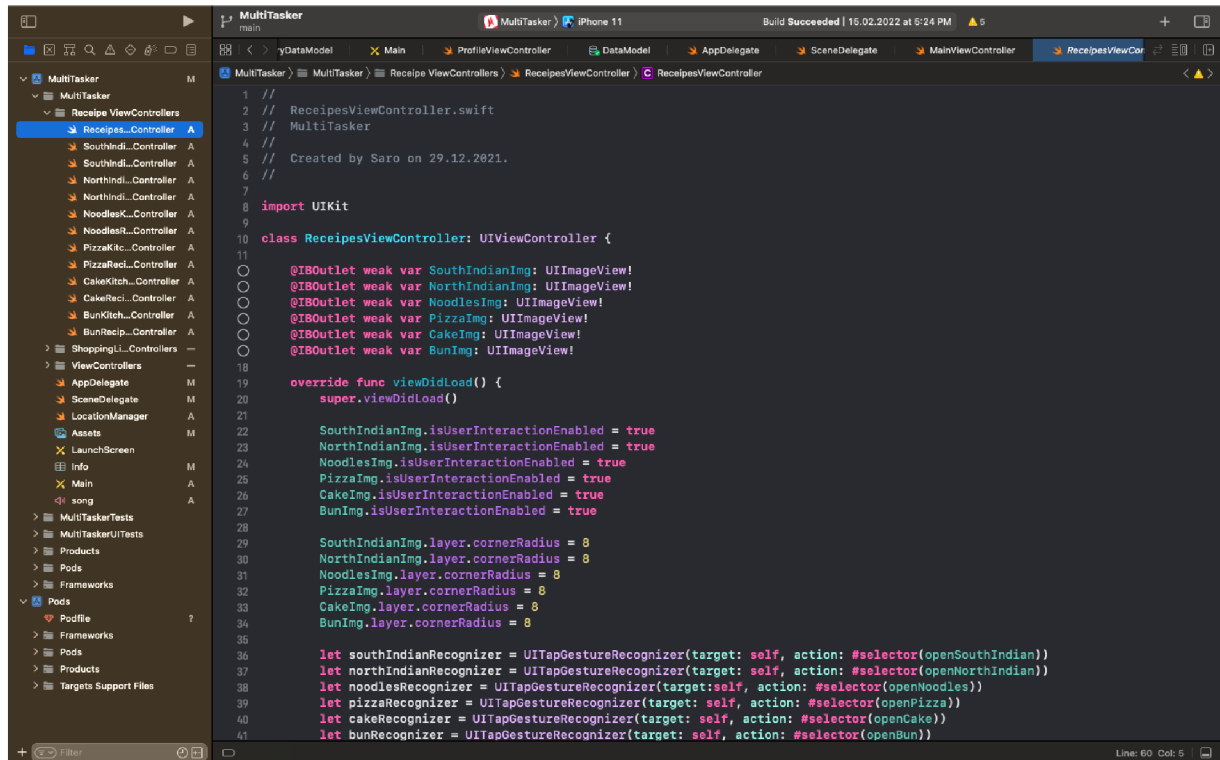 MultiTasker
main
MultiTasker 〉 iPhone 11
Build Succeeded | 15.02.2022 at 5:24 PM
5
yDataModel
Main
ProfileViewController
DataModel
AppDelegate
SceneDelegate
MainViewController
ReceipesViewCor
MultiTasker 〉 MultiTasker 〉 Receipe ViewControllers 〉 ReceipesViewController 〉 C ReceipesViewController
MultiTasker M
MultiTasker
Receipe ViewControllers
Receipes...Controller A
SouthIndi...Controller A
SouthIndi...Controller A
NorthIndi...Controller A
NorthIndi...Controller A
NoodlesK...Controller A
NoodlesR...Controller A
PizzaKitc...Controller A
PizzaReci...Controller A
CakeKitch...Controller A
CakeReci...Controller A
BunKitch...Controller A
BunRecip...Controller A
ShoppingLi...Controllers —
ViewControllers —
AppDelegate M
SceneDelegate M
LocationManager A
Assets M
LaunchScreen
Info M
Main A
song A
MultiTaskerTests
MultiTaskerUITests
Products
Pods
Frameworks
Pods
Podfile ?
Frameworks
Pods
Products
Targets Support Files
Filter
1 //
2 //  ReceipesViewController.swift
3 //  MultiTasker
4 //
5 //  Created by Saro on 29.12.2021.
6 //
7
8 import UIKit
9
10 class ReceipesViewController: UIViewController {
11
@IBOutlet weak var SouthIndianImg: UIImageView!
@IBOutlet weak var NorthIndianImg: UIImageView!
@IBOutlet weak var NoodlesImg: UIImageView!
@IBOutlet weak var PizzaImg: UIImageView!
@IBOutlet weak var CakeImg: UIImageView!
@IBOutlet weak var BunImg: UIImageView!
18
19 override func viewDidLoad() {
20 super.viewDidLoad()
21
22 SouthIndianImg.isUserInteractionEnabled = true
23 NorthIndianImg.isUserInteractionEnabled = true
24 NoodlesImg.isUserInteractionEnabled = true
25 PizzaImg.isUserInteractionEnabled = true
26 CakeImg.isUserInteractionEnabled = true
27 BunImg.isUserInteractionEnabled = true
28
29 SouthIndianImg.layer.cornerRadius = 8
30 NorthIndianImg.layer.cornerRadius = 8
31 NoodlesImg.layer.cornerRadius = 8
32 PizzaImg.layer.cornerRadius = 8
33 CakeImg.layer.cornerRadius = 8
34 BunImg.layer.cornerRadius = 8
35
36 let southIndianRecognizer = UITapGestureRecognizer(target: self, action: #selector(openSouthIndian))
37 let northIndianRecognizer = UITapGestureRecognizer(target: self, action: #selector(openNorthIndian))
38 let noodlesRecognizer = UITapGestureRecognizer(target:self, action: #selector(openNoodles))
39 let pizzaRecognizer = UITapGestureRecognizer(target: self, action: #selector(openPizza))
40 let cakeRecognizer = UITapGestureRecognizer(target: self, action: #selector(openCake))
41 let bunRecognizer = UITapGestureRecognizer(target: self, action: #selector(openBun))
Line: 60 Col: 5